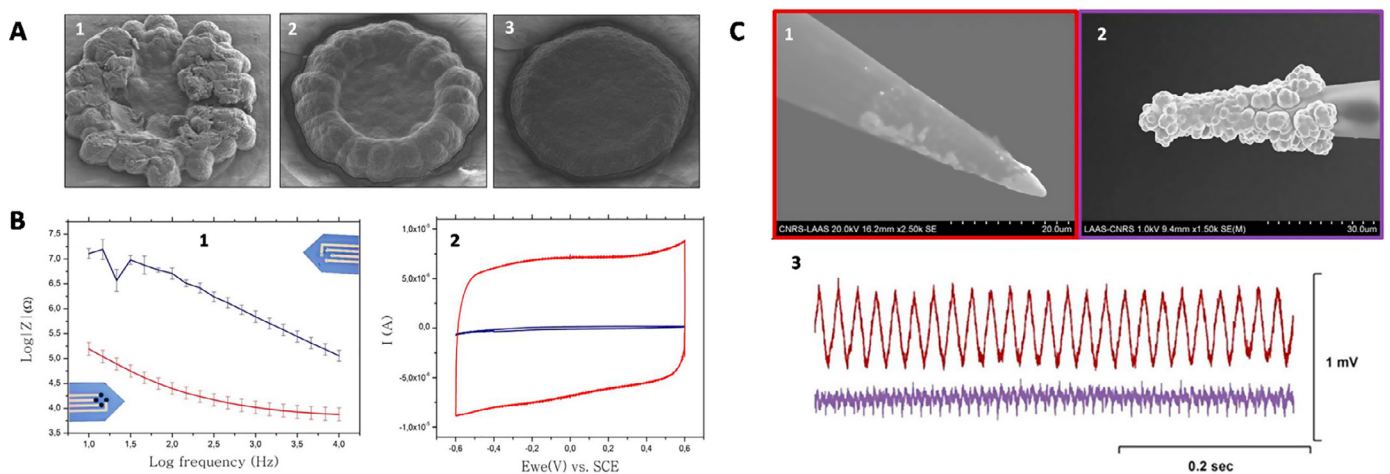 A
1
2
3
B
1
7,5
7,0
6,5
6,0
5,5
5,0
4,5
4,0
3,5
Log|Z|(Ω)
1,0
1,5
2,0
2,5
3,0
3,5
4,0
Log frequency (Hz)
2
1,0x10⁻⁵
5,0x10⁻⁶
0,0
-5,0x10⁻⁶
-1,0x10⁻⁵
I (A)
-0,6
-0,4
-0,2
0,0
0,2
0,4
0,6
Ewe(V) vs. SCE
C
1
CNRS-LAAS 20.0kV 16.2mm x2.50k SE
20.0um
2
LAAS-CNRS 1.0kV 9.4mm x1.50k SE(M)
30.0um
3
1 mV
0.2 sec